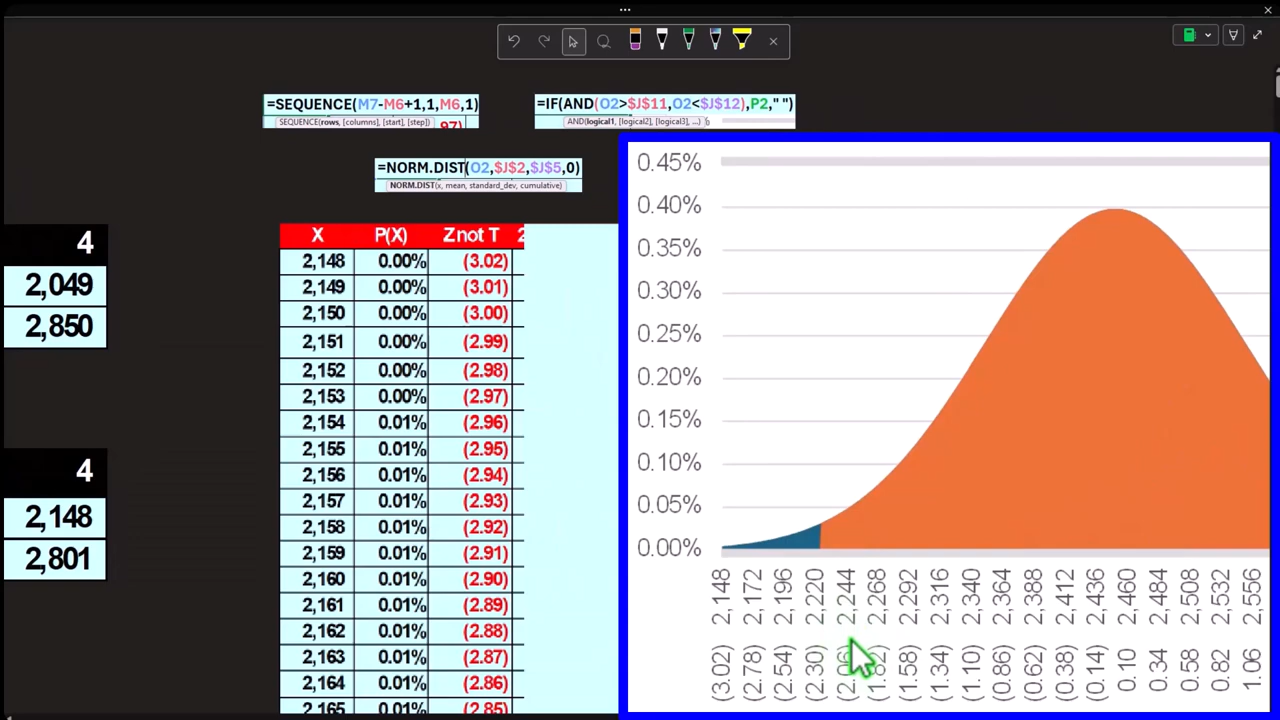 =SEQUENCE(M7-M6+1,1,M6,1)
SEQUENCE(rows, [columns], [start], [step])
97)
=IF(AND(O2>$J$11,O2<$J$12),P2," ")
AND(logical1, [logical2], [logical3], ...)
=NORM.DIST(O2,$J$2,$J$5,0)
NORM.DIST(x, mean, standard_dev, cumulative)
4
2,049
2,850
4
2,148
2,801
X P(X) Z not T
2,148 0.00% (3.02)
2,149 0.00% (3.01)
2,150 0.00% (3.00)
2,151 0.00% (2.99)
2,152 0.00% (2.98)
2,153 0.00% (2.97)
2,154 0.01% (2.96)
2,155 0.01% (2.95)
2,156 0.01% (2.94)
2,157 0.01% (2.93)
2,158 0.01% (2.92)
2,159 0.01% (2.91)
2,160 0.01% (2.90)
2,161 0.01% (2.89)
2,162 0.01% (2.88)
2,163 0.01% (2.87)
2,164 0.01% (2.86)
2,165 0.01% (2.85)
0.45%
0.40%
0.35%
0.30%
0.25%
0.20%
0.15%
0.10%
0.05%
0.00%
2,148 2,172 2,196 2,220 2,244 2,268 2,292 2,316 2,340 2,364 2,388 2,412 2,436 2,460 2,484 2,508 2,532 2,556
(3.02) (2.78) (2.54) (2.30) (1.82) (1.58) (1.34) (1.10) (0.86) (0.62) (0.38) (0.14) 0.10 0.34 0.58 0.82 1.06